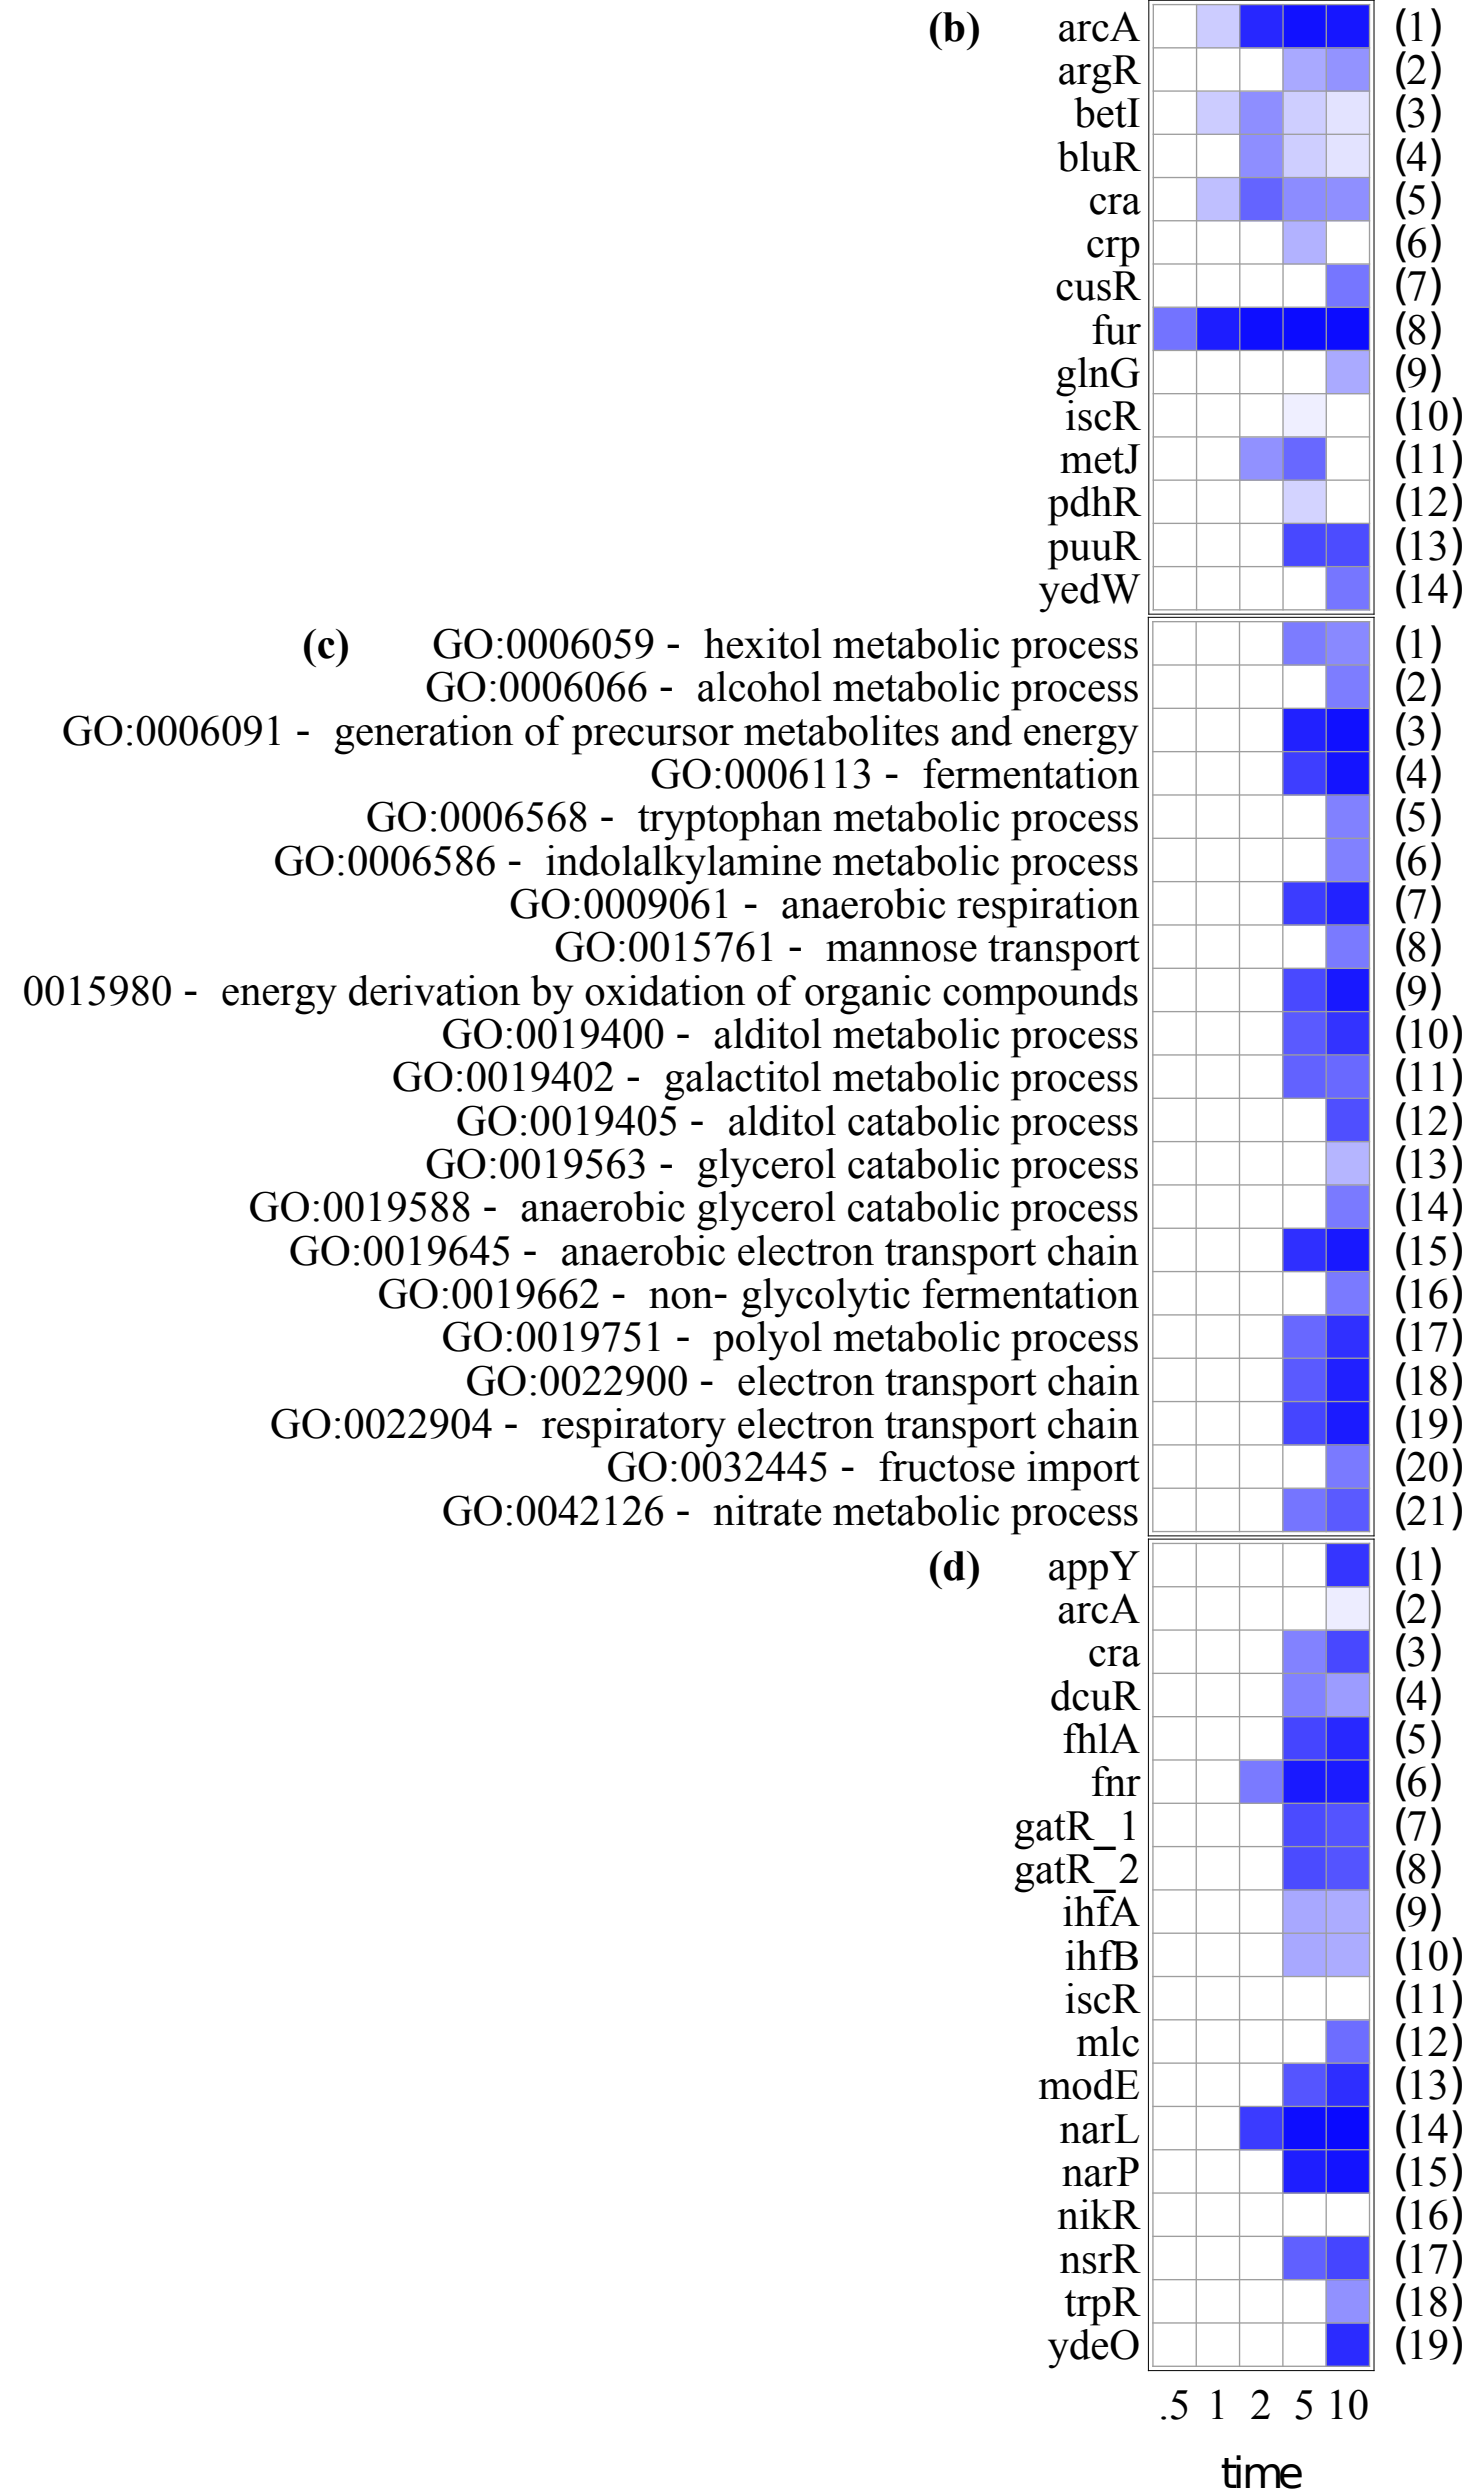 (b) arcA (1)
argR (2)
betI (3)
bluR (4)
cra (5)
crp (6)
cusR (7)
fur (8)
glnG (9)
iscR (10)
metJ (11)
pdhR (12)
puuR (13)
yedW (14)
(c) GO:0006059 - hexitol metabolic process (1)
GO:0006066 - alcohol metabolic process (2)
GO:0006091 - generation of precursor metabolites and energy (3)
GO:0006113 - fermentation (4)
GO:0006568 - tryptophan metabolic process (5)
GO:0006586 - indolalkylamine metabolic process (6)
GO:0009061 - anaerobic respiration (7)
GO:0015761 - mannose transport (8)
0015980 - energy derivation by oxidation of organic compounds (9)
GO:0019400 - alditol metabolic process (10)
GO:0019402 - galactitol metabolic process (11)
GO:0019405 - alditol catabolic process (12)
GO:0019563 - glycerol catabolic process (13)
GO:0019588 - anaerobic glycerol catabolic process (14)
GO:0019645 - anaerobic electron transport chain (15)
GO:0019662 - non- glycolytic fermentation (16)
GO:0019751 - polyol metabolic process (17)
GO:0022900 - electron transport chain (18)
GO:0022904 - respiratory electron transport chain (19)
GO:0032445 - fructose import (20)
GO:0042126 - nitrate metabolic process (21)
(d) appY (1)
arcA (2)
cra (3)
dcuR (4)
fhlA (5)
fnr (6)
gatR_1 (7)
gatR_2 (8)
ihfA (9)
ihfB (10)
iscR (11)
mlc (12)
modE (13)
narL (14)
narP (15)
nikR (16)
nsrR (17)
trpR (18)
ydeO (19)
.5 1 2 5 10
time